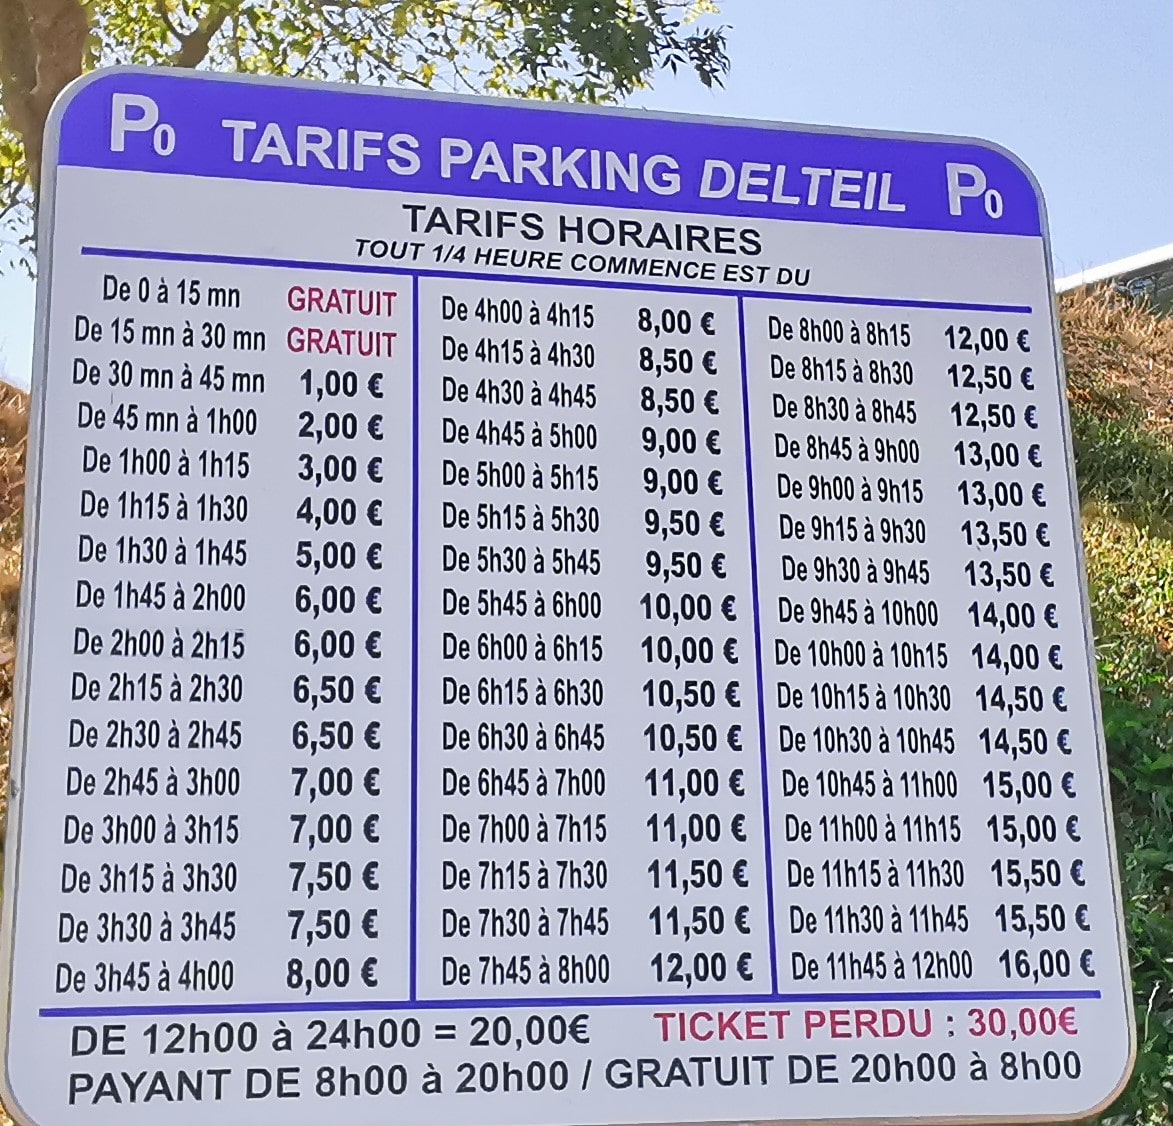 P0 TARIFS PARKING DELTEIL P0
TARIFS HORAIRES
TOUT 1/4 HEURE COMMENCE EST DU
De 0 à 15 mn GRATUIT
De 15 mn à 30 mn GRATUIT
De 30 mn à 45 mn 1,00 €
De 45 mn à 1h00 2,00 €
De 1h00 à 1h15 3,00 €
De 1h15 à 1h30 4,00 €
De 1h30 à 1h45 5,00 €
De 1h45 à 2h00 6,00 €
De 2h00 à 2h15 6,00 €
De 2h15 à 2h30 6,50 €
De 2h30 à 2h45 6,50 €
De 2h45 à 3h00 7,00 €
De 3h00 à 3h15 7,00 €
De 3h15 à 3h30 7,50 €
De 3h30 à 3h45 7,50 €
De 3h45 à 4h00 8,00 €
De 4h00 à 4h15 8,00 €
De 4h15 à 4h30 8,50 €
De 4h30 à 4h45 8,50 €
De 4h45 à 5h00 9,00 €
De 5h00 à 5h15 9,00 €
De 5h15 à 5h30 9,50 €
De 5h30 à 5h45 9,50 €
De 5h45 à 6h00 10,00 €
De 6h00 à 6h15 10,00 €
De 6h15 à 6h30 10,50 €
De 6h30 à 6h45 10,50 €
De 6h45 à 7h00 11,00 €
De 7h00 à 7h15 11,00 €
De 7h15 à 7h30 11,50 €
De 7h30 à 7h45 11,50 €
De 7h45 à 8h00 12,00 €
De 8h00 à 8h15 12,00 €
De 8h15 à 8h30 12,50 €
De 8h30 à 8h45 12,50 €
De 8h45 à 9h00 13,00 €
De 9h00 à 9h15 13,00 €
De 9h15 à 9h30 13,50 €
De 9h30 à 9h45 13,50 €
De 9h45 à 10h00 14,00 €
De 10h00 à 10h15 14,00 €
De 10h15 à 10h30 14,50 €
De 10h30 à 10h45 14,50 €
De 10h45 à 11h00 15,00 €
De 11h00 à 11h15 15,00 €
De 11h15 à 11h30 15,50 €
De 11h30 à 11h45 15,50 €
De 11h45 à 12h00 16,00 €
DE 12h00 à 24h00 = 20,00€ TICKET PERDU : 30,00€
PAYANT DE 8h00 à 20h00 / GRATUIT DE 20h00 à 8h00